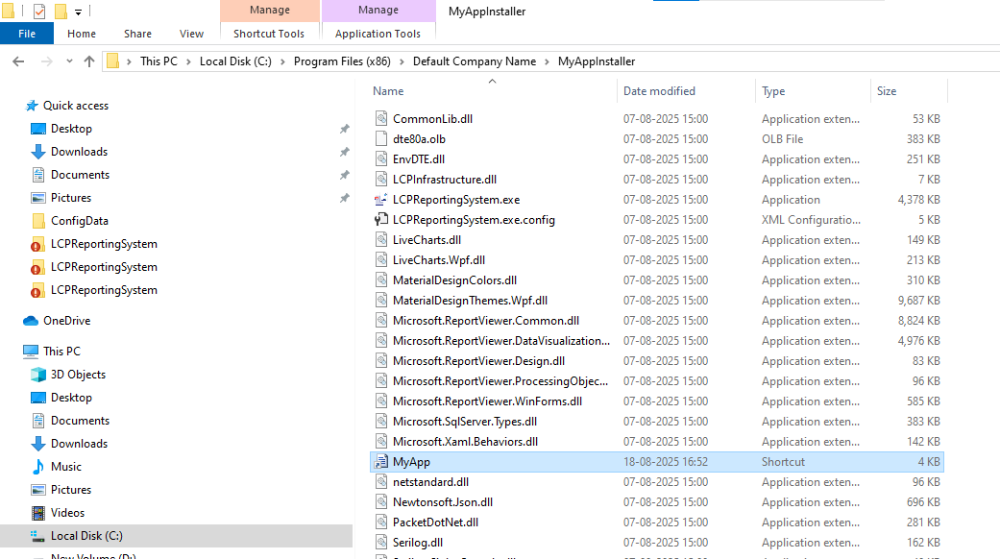 Manage Manage MyAppInstaller
File Home Share View Shortcut Tools Application Tools
This PC > Local Disk (C:) > Program Files (x86) > Default Company Name > MyAppInstaller
Quick access
Desktop
Downloads
Documents
Pictures
ConfigData
LCPReportingSystem
LCPReportingSystem
LCPReportingSystem
OneDrive
This PC
3D Objects
Desktop
Documents
Downloads
Music
Pictures
Videos
Local Disk (C:)
New Volume (D:)
Name Date modified Type Size
CommonLib.dll 07-08-2025 15:00 Application exten... 53 KB
dte80a.olb 07-08-2025 15:00 OLB File 383 KB
EnvDTE.dll 07-08-2025 15:00 Application exten... 251 KB
LCPInfrastructure.dll 07-08-2025 15:00 Application exten... 7 KB
LCPReportingSystem.exe 07-08-2025 15:00 Application 4,378 KB
LCPReportingSystem.exe.config 07-08-2025 15:00 XML Configuratio... 5 KB
LiveCharts.dll 07-08-2025 15:00 Application exten... 149 KB
LiveCharts.Wpf.dll 07-08-2025 15:00 Application exten... 213 KB
MaterialDesignColors.dll 07-08-2025 15:00 Application exten... 310 KB
MaterialDesignThemes.Wpf.dll 07-08-2025 15:00 Application exten... 9,687 KB
Microsoft.ReportViewer.Common.dll 07-08-2025 15:00 Application exten... 8,824 KB
Microsoft.ReportViewer.DataVisualization... 07-08-2025 15:00 Application exten... 4,976 KB
Microsoft.ReportViewer.Design.dll 07-08-2025 15:00 Application exten... 83 KB
Microsoft.ReportViewer.ProcessingObjec... 07-08-2025 15:00 Application exten... 96 KB
Microsoft.ReportViewer.WinForms.dll 07-08-2025 15:00 Application exten... 585 KB
Microsoft.SqlServer.Types.dll 07-08-2025 15:00 Application exten... 383 KB
Microsoft.Xaml.Behaviors.dll 07-08-2025 15:00 Application exten... 142 KB
MyApp 18-08-2025 16:52 Shortcut 4 KB
netstandard.dll 07-08-2025 15:00 Application exten... 96 KB
Newtonsoft.Json.dll 07-08-2025 15:00 Application exten... 696 KB
PacketDotNet.dll 07-08-2025 15:00 Application exten... 281 KB
Serilog.dll 07-08-2025 15:00 Application exten... 162 KB